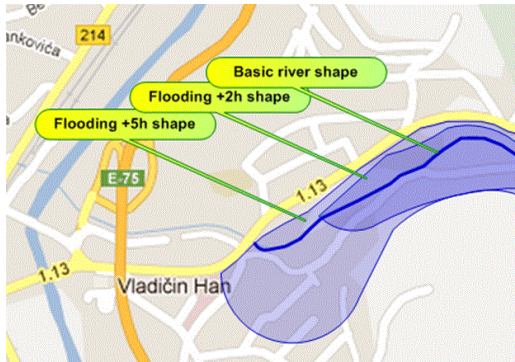 214
Basic river shape
Flooding +2h shape
Flooding +5h shape
E-75
1.13
1.13
Vladičin Han